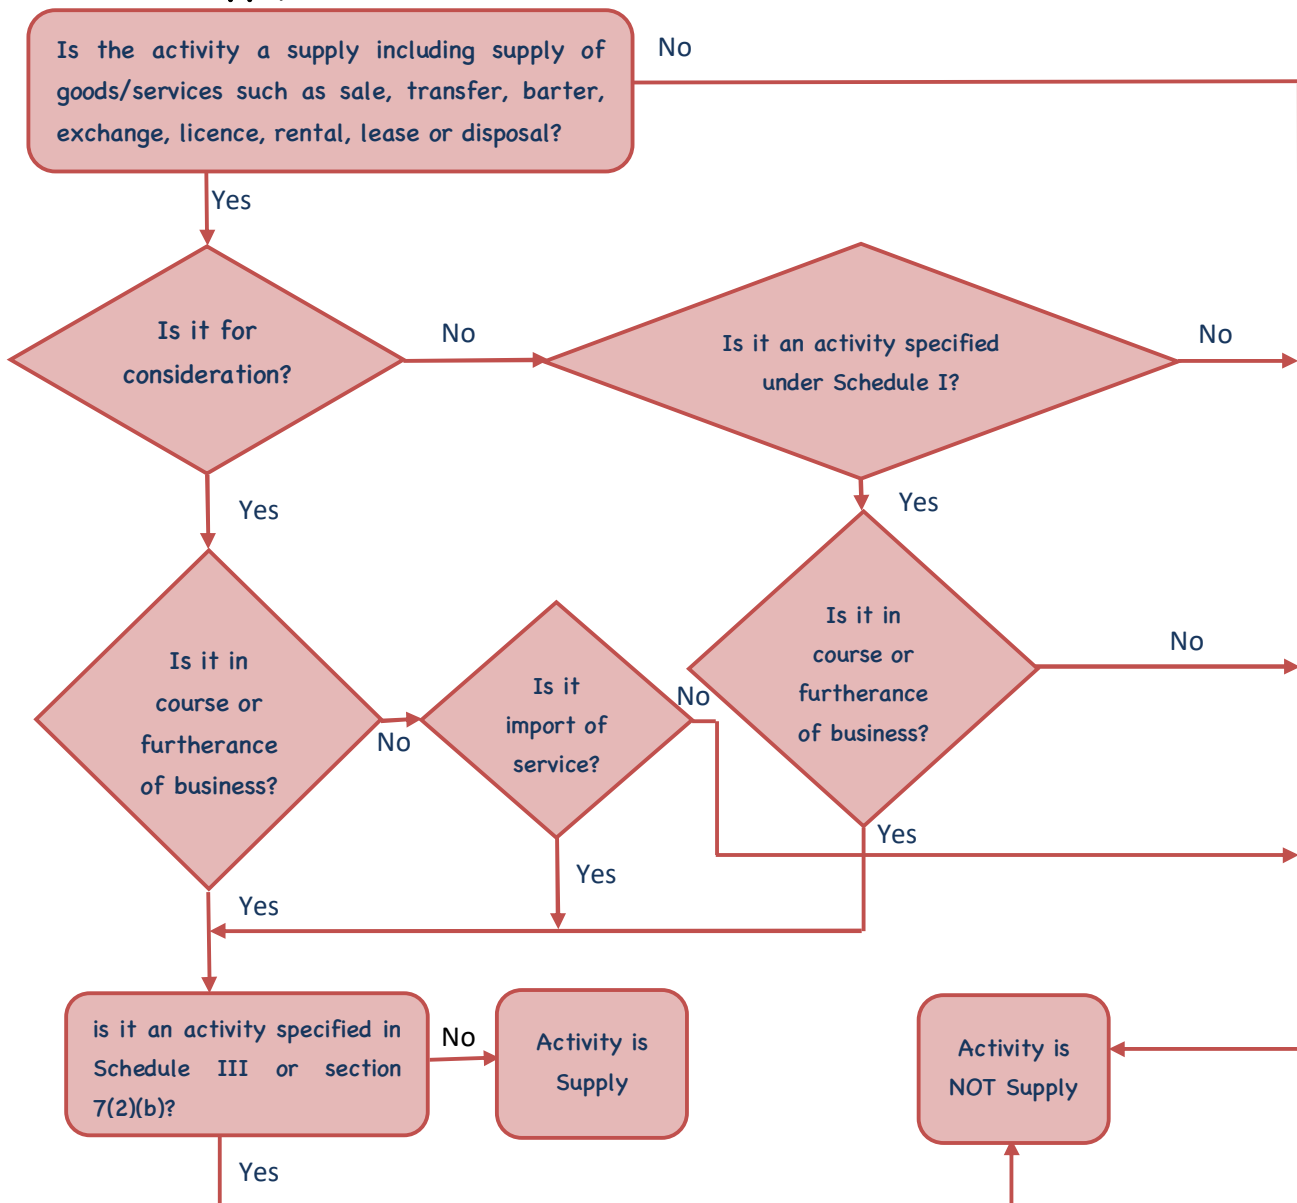 Is the activity a supply including supply of
goods/services such as sale, transfer, barter,
exchange, licence, rental, lease or disposal?
No
Yes
Is it for
consideration?
No
Is it an activity specified
under Schedule I?
No
Yes
Yes
Is it in
course or
furtherance
of business?
No
Is it
import of
service?
No
Is it in
course or
furtherance
of business?
No
Yes
Yes
Yes
is it an activity specified in
Schedule III or section
7(2)(b)?
No
Activity is
Supply
Activity is
NOT Supply
Yes